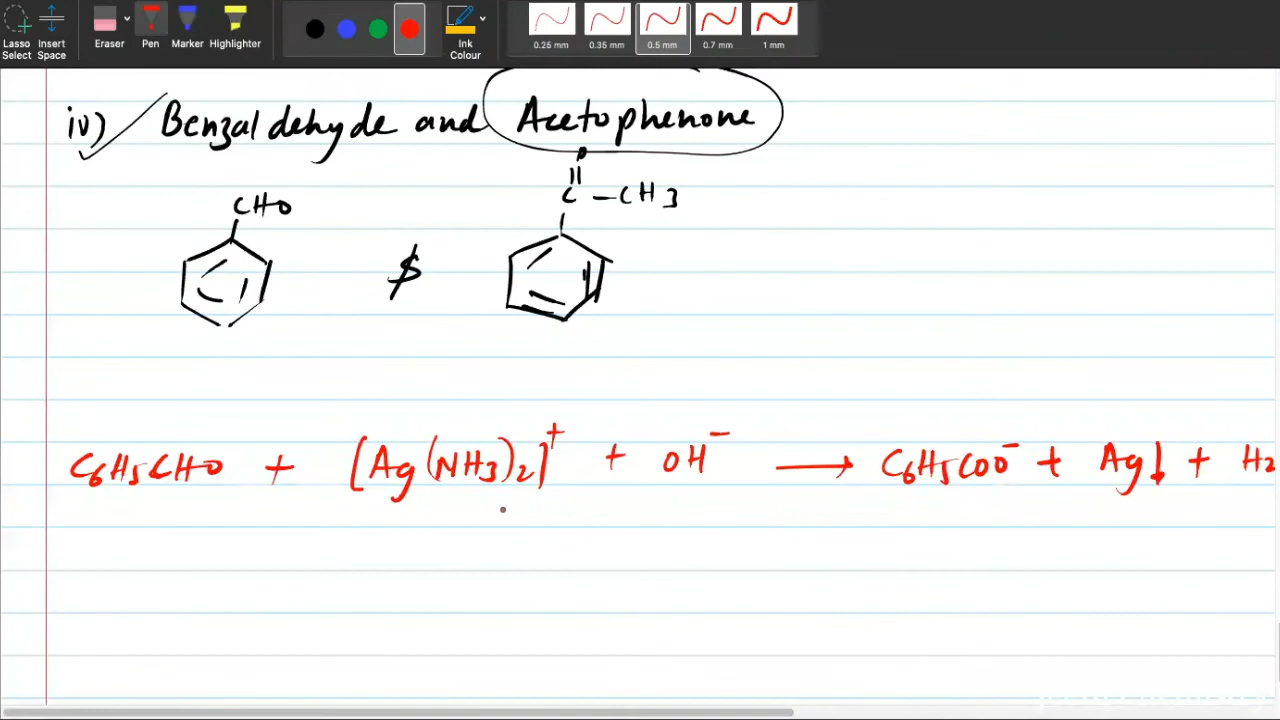 Lasso Select
Insert Space
Eraser
Pen
Marker
Highlighter
Ink Colour
0.25 mm
0.35 mm
0.5 mm
0.7 mm
1 mm
iv) Benzaldehyde and Acetophenone
CHO
O
C - CH3
$
C6H5CHO + [Ag(NH3)2]+ + OH- → C6H5COO- + Ag↓ + H2